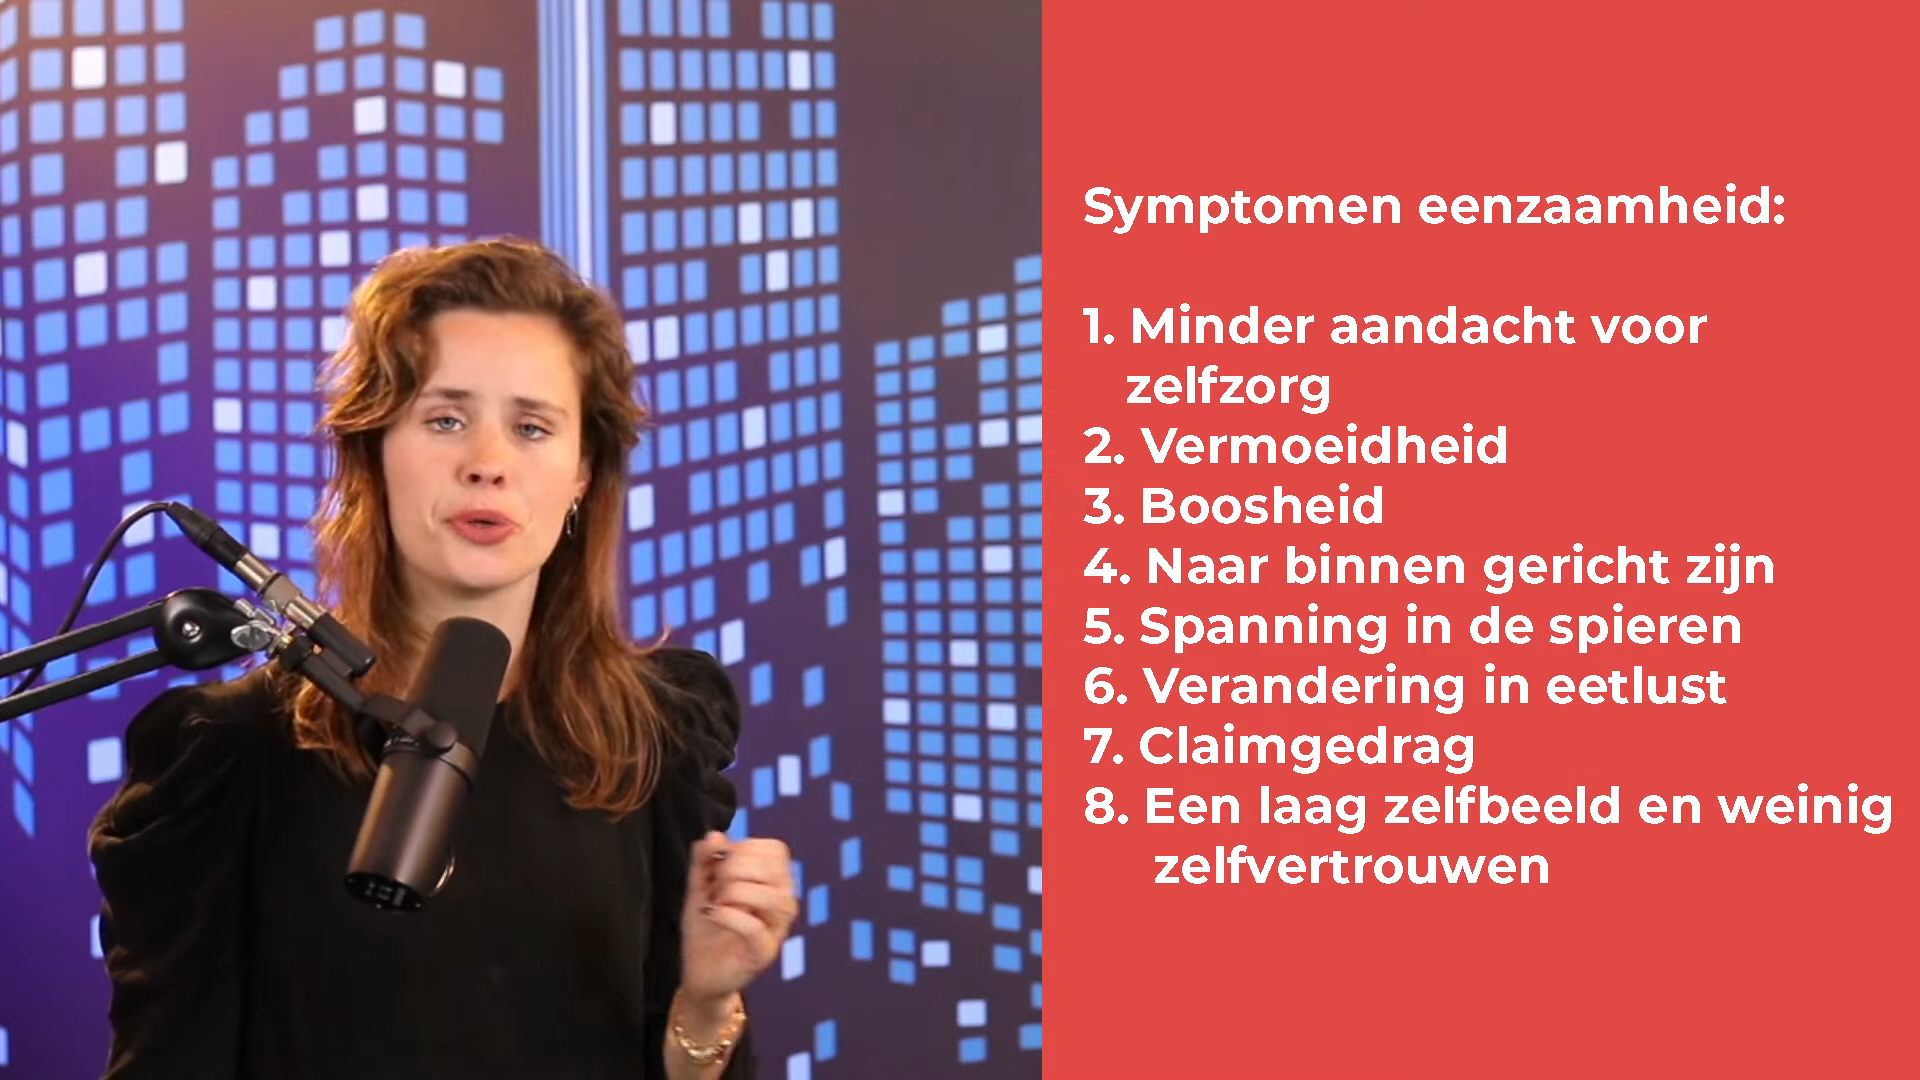 Symptomen eenzaamheid:
1. Minder aandacht voor
zelfzorg
2. Vermoeidheid
3. Boosheid
4. Naar binnen gericht zijn
5. Spanning in de spieren
6. Verandering in eetlust
7. Claimgedrag
8. Een laag zelfbeeld en weinig
zelfvertrouwen